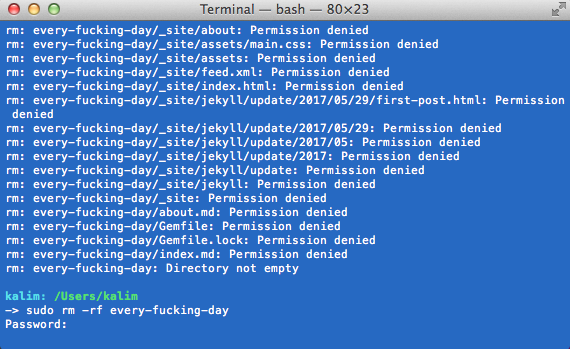 Terminal — bash — 80×23
rm: every-fucking-day/_site/about: Permission denied
rm: every-fucking-day/_site/assets/main.css: Permission denied
rm: every-fucking-day/_site/assets: Permission denied
rm: every-fucking-day/_site/feed.xml: Permission denied
rm: every-fucking-day/_site/index.html: Permission denied
rm: every-fucking-day/_site/jekyll/update/2017/05/29/first-post.html: Permission
 denied
rm: every-fucking-day/_site/jekyll/update/2017/05/29: Permission denied
rm: every-fucking-day/_site/jekyll/update/2017/05: Permission denied
rm: every-fucking-day/_site/jekyll/update/2017: Permission denied
rm: every-fucking-day/_site/jekyll/update: Permission denied
rm: every-fucking-day/_site/jekyll: Permission denied
rm: every-fucking-day/_site: Permission denied
rm: every-fucking-day/about.md: Permission denied
rm: every-fucking-day/Gemfile: Permission denied
rm: every-fucking-day/Gemfile.lock: Permission denied
rm: every-fucking-day/index.md: Permission denied
rm: every-fucking-day: Directory not empty
kalim: /Users/kalim
-> sudo rm -rf every-fucking-day
Password: